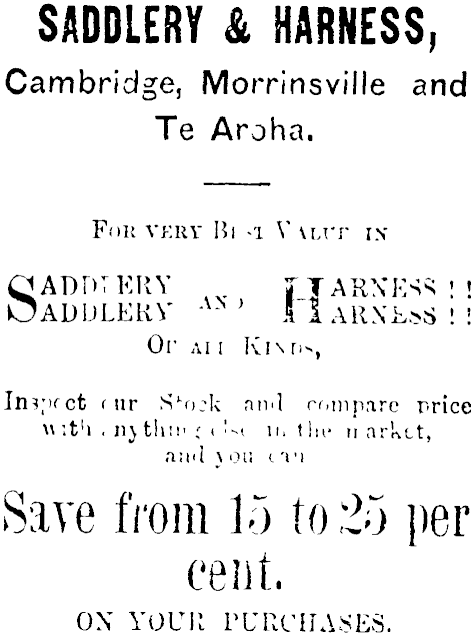 SADDLERY & HARNESS,
Cambridge, Morrinsville and
Te Aroha.
FOR VERY BEST VALUE IN
SADDLERY AND HARNESS!!
SADDLERY HARNESS!!
OF ALL KINDS,
Inspect our Stock and compare price
with anything else in the market,
and you can
Save from 15 to 25 per
cent.
ON YOUR PURCHASES.